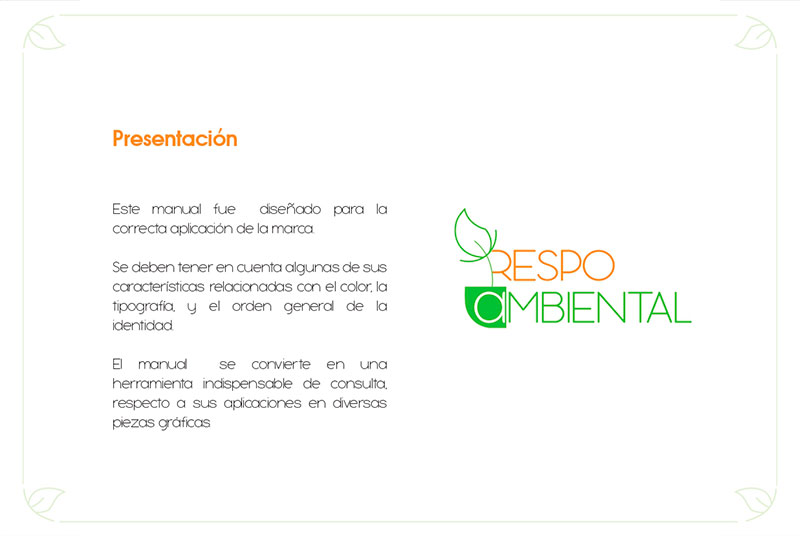 Presentación
Este manual fue diseñado para la
correcta aplicación de la marca.
Se deben tener en cuenta algunas de sus
características relacionadas con el color, la
tipografía, y el orden general de la
identidad.
El manual se convierte en una
herramienta indispensable de consulta,
respecto a sus aplicaciones en diversas
piezas gráficas.
RESPO
aMBIENTAL